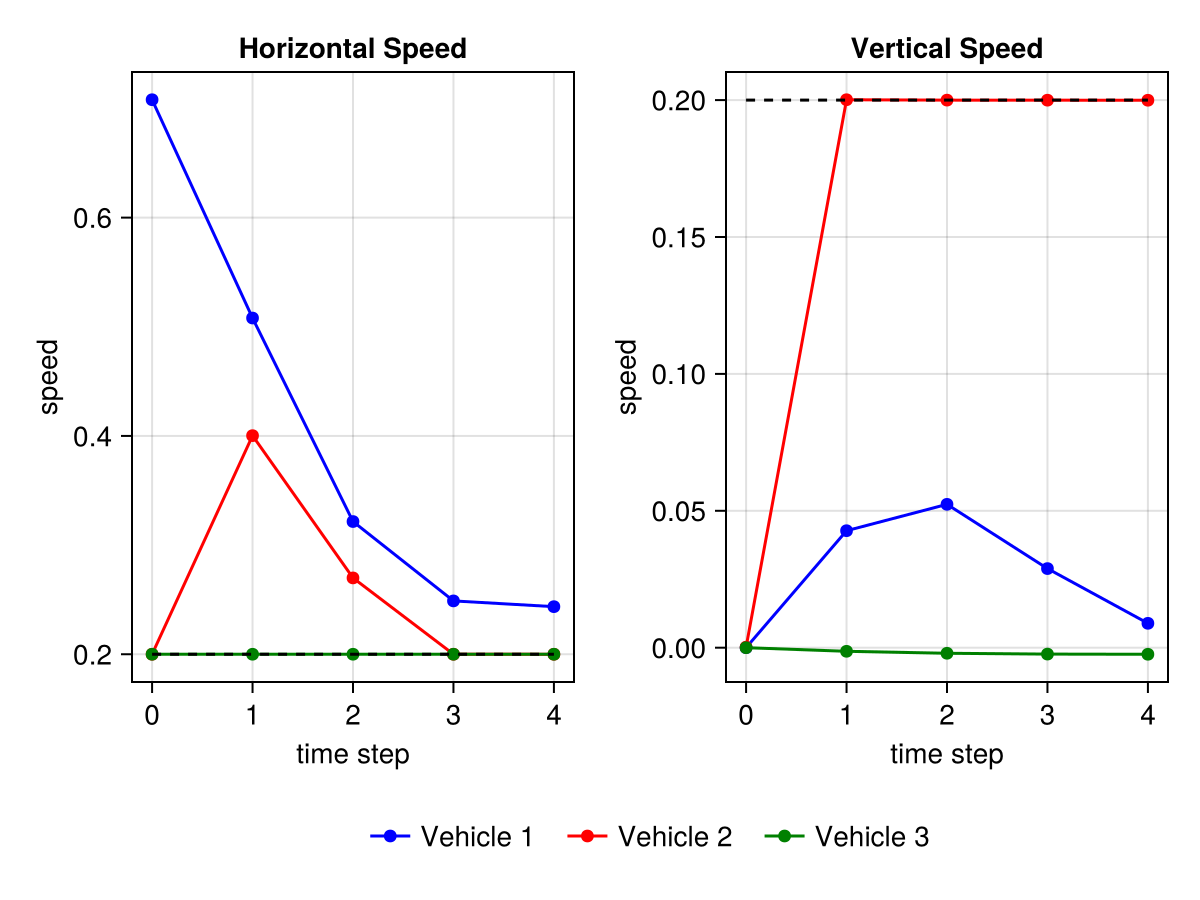 Horizontal Speed
speed
0.6
0.4
0.2
0 1 2 3 4
time step
Vertical Speed
speed
0.20
0.15
0.10
0.05
0.00
0 1 2 3 4
time step
Vehicle 1 Vehicle 2 Vehicle 3